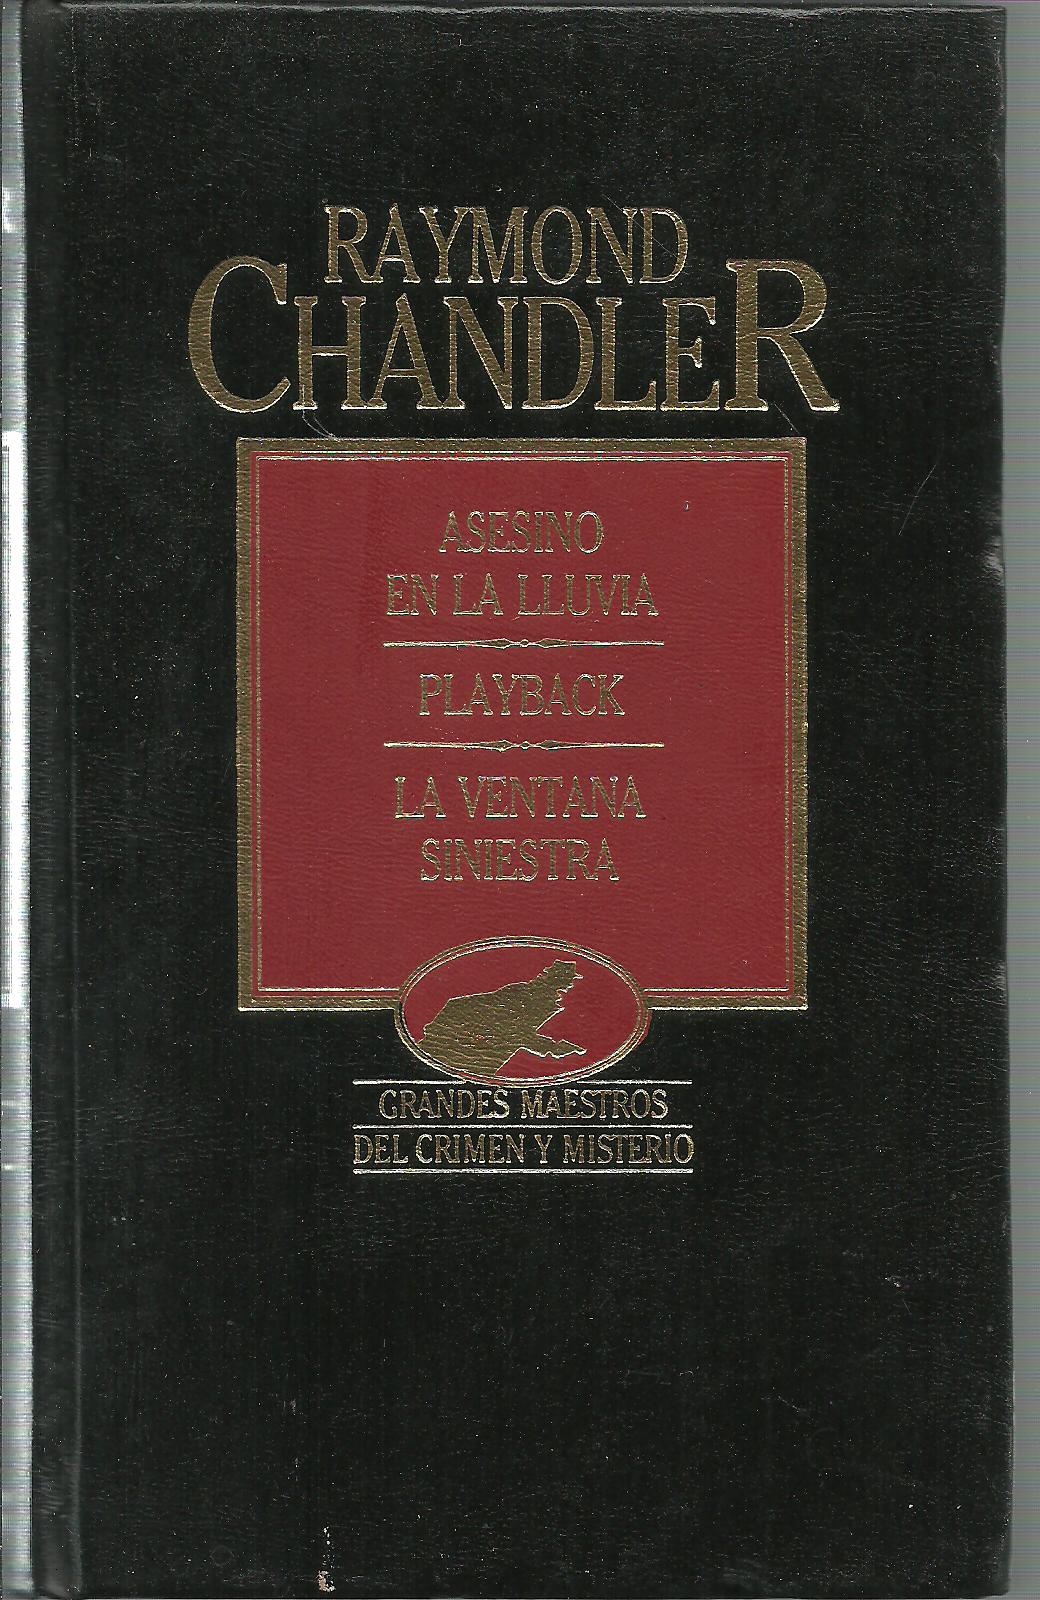 RAYMOND
CHANDLER
ASESINO
EN LA LLUVIA
PLAYBACK
LA VENTANA
SINIESTRA
GRANDES MAESTROS
DEL CRIMEN Y MISTERIO